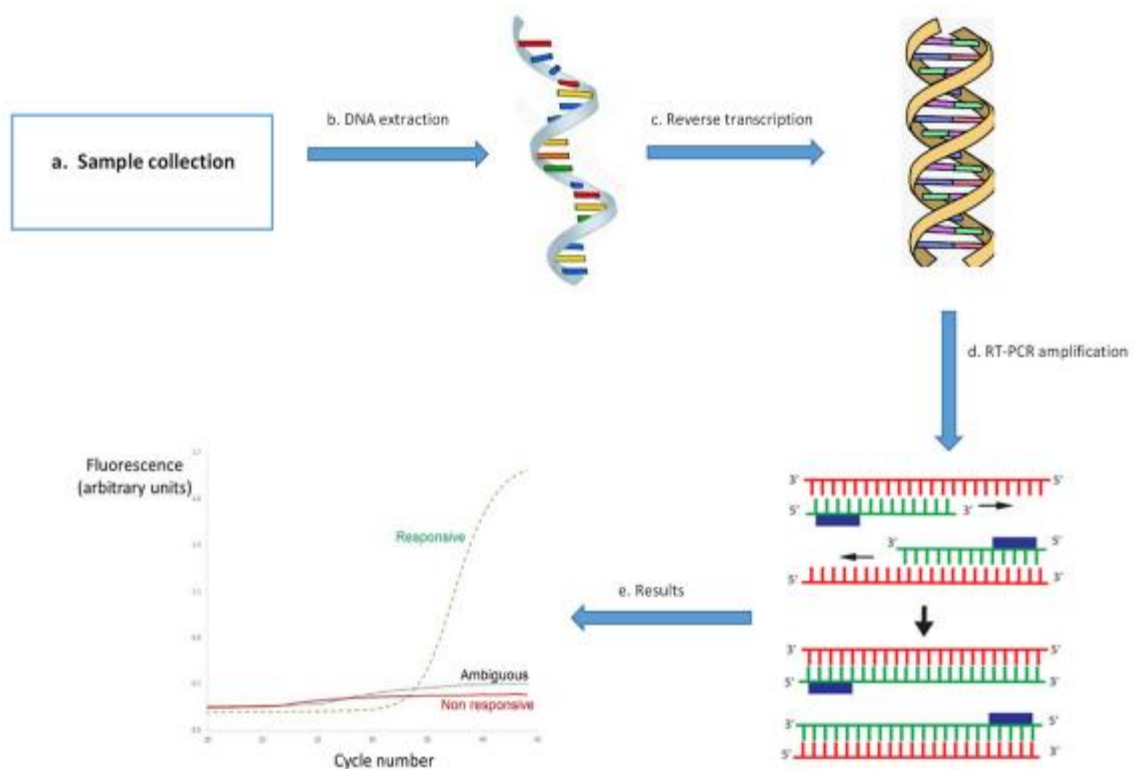 a. Sample collection
b. DNA extraction
c. Reverse transcription
d. RT-PCR amplification
3’ 5’
5’ 3’
3’ 5’
5’ 3’
e. Results
3’ 5’
5’ 3’
3’ 5’
5’ 3’
Fluorescence
(arbitrary units)
Responsive
Ambiguous
Non responsive
Cycle number